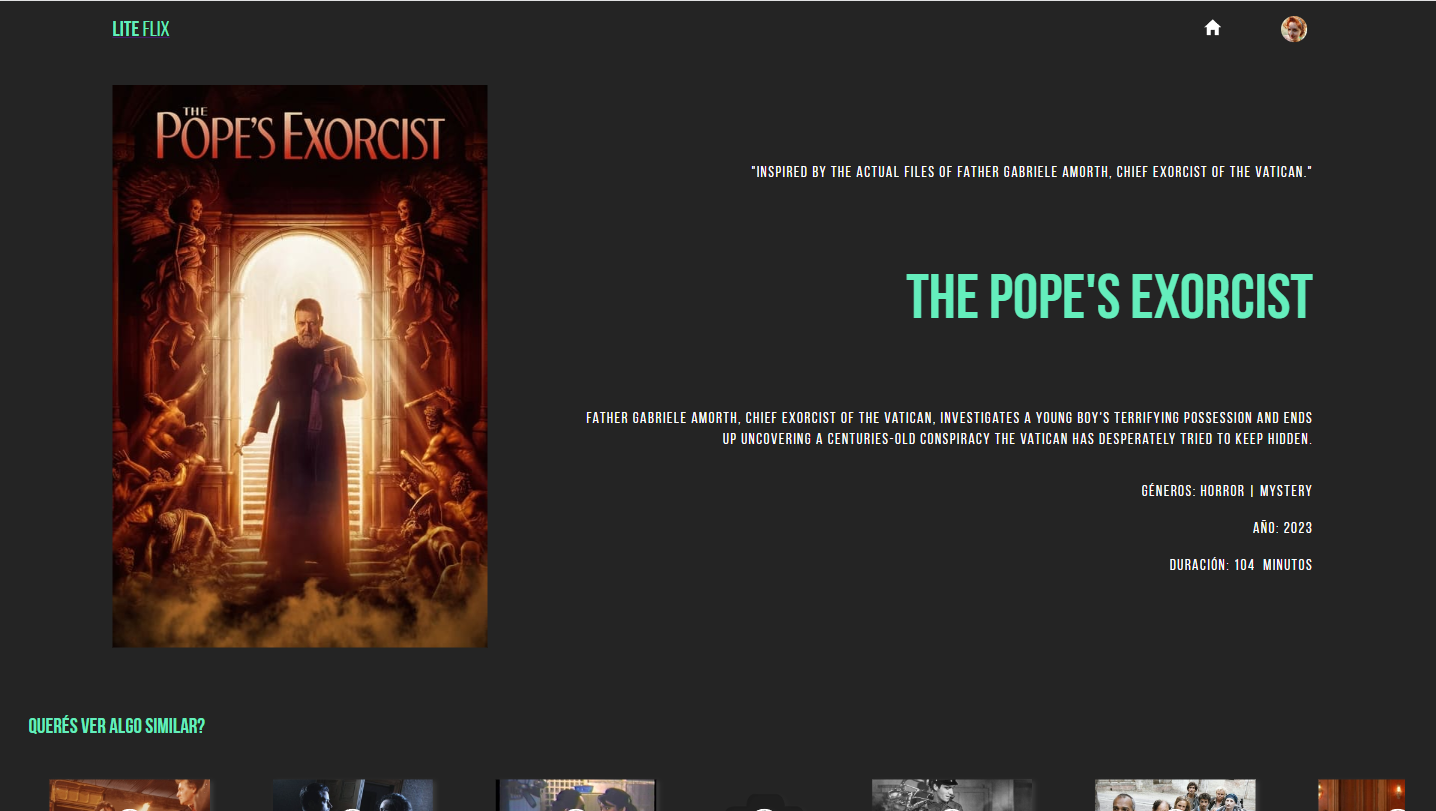 LITE FLIX
THE
POPE'S EXORCIST
"INSPIRED BY THE ACTUAL FILES OF FATHER GABRIELE AMORTH, CHIEF EXORCIST OF THE VATICAN."
THE POPE'S EXORCIST
FATHER GABRIELE AMORTH, CHIEF EXORCIST OF THE VATICAN, INVESTIGATES A YOUNG BOY'S TERRIFYING POSSESSION AND ENDS
UP UNCOVERING A CENTURIES-OLD CONSPIRACY THE VATICAN HAS DESPERATELY TRIED TO KEEP HIDDEN.
GÉNEROS: HORROR | MYSTERY
AÑO: 2023
DURACIÓN: 104 MINUTOS
QUERÉS VER ALGO SIMILAR?